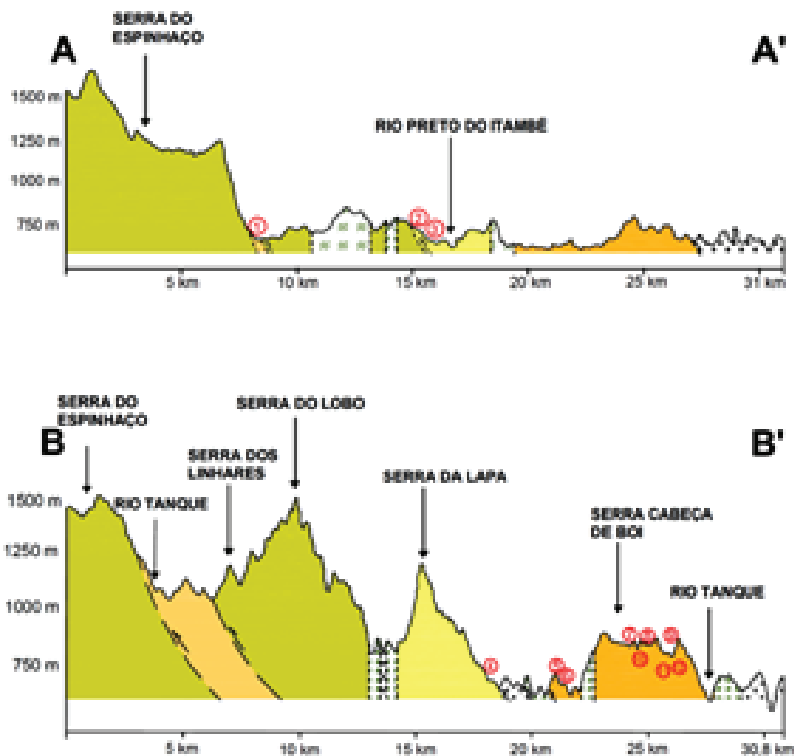 SERRA DO
ESPINHAÇO
A
A'
1500 m
RIO PRETO DO ITAMBÉ
1250 m
1000 m
750 m
1
2
5 km
10 km
15 km
20 km
25 km
31 km
SERRA DO
ESPINHAÇO
SERRA DO LOBO
B
B'
SERRA DOS
LINHARES
SERRA DA LAPA
RIO TANQUE
1500 m
SERRA CABEÇA
DE BOI
1250 m
RIO TANQUE
1000 m
750 m
5 km
10 km
15 km
20 km
25 km
30,8 km